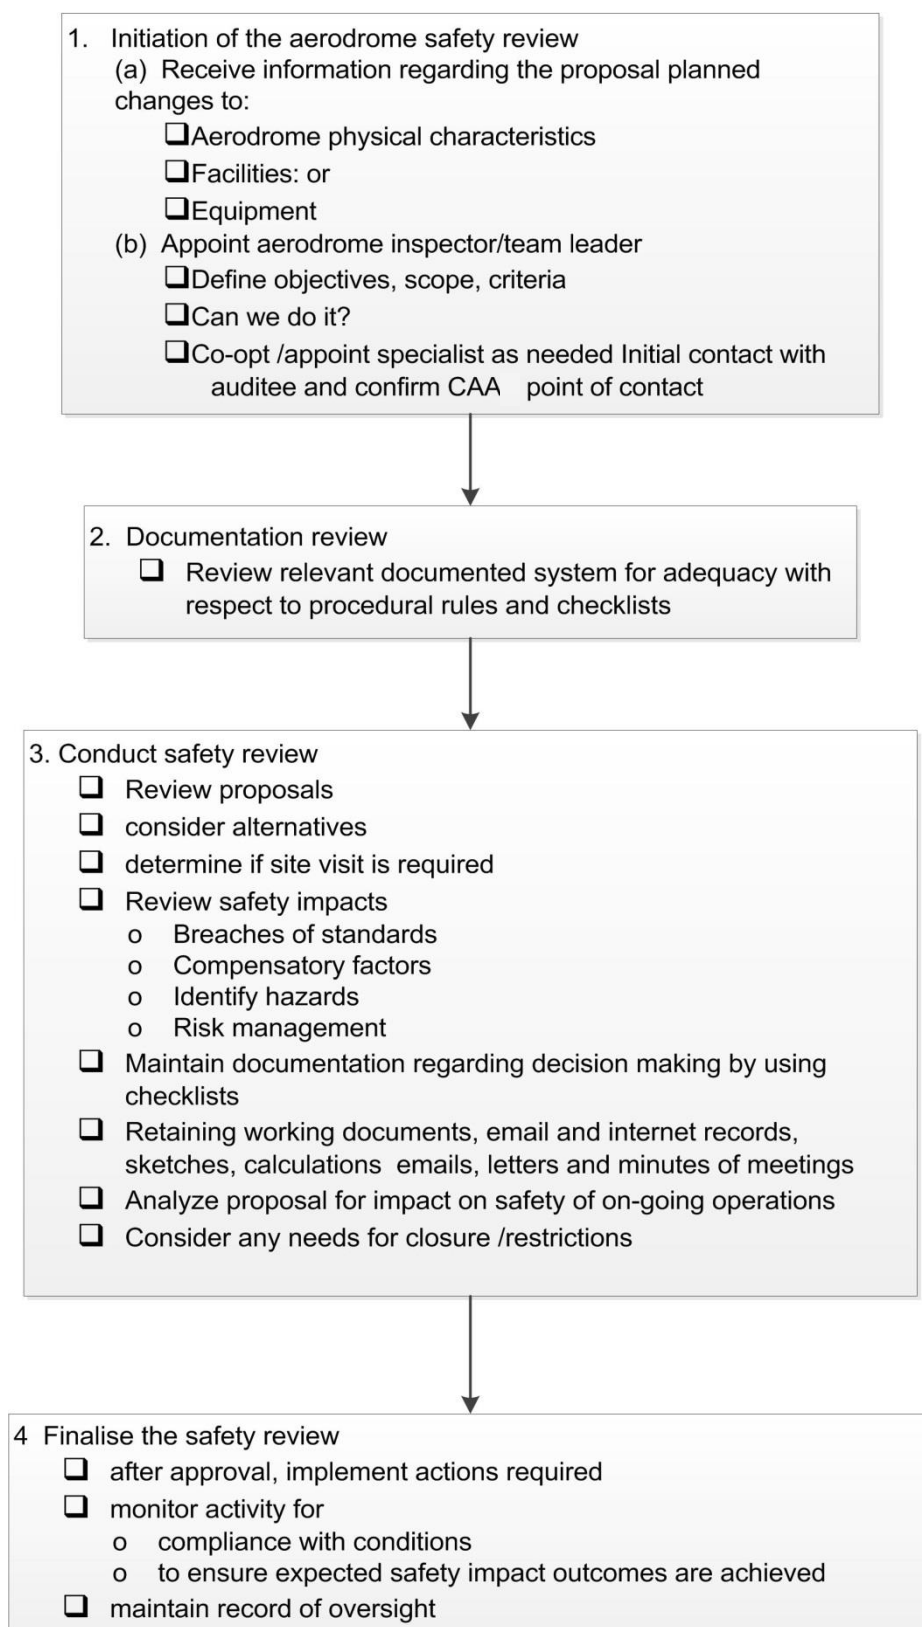 1. Initiation of the aerodrome safety review
(a) Receive information regarding the proposal planned
changes to:
❑Aerodrome physical characteristics
❑Facilities: or
❑Equipment
(b) Appoint aerodrome inspector/team leader
❑Define objectives, scope, criteria
❑Can we do it?
❑Co-opt /appoint specialist as needed Initial contact with
auditee and confirm CAA point of contact
2. Documentation review
❑ Review relevant documented system for adequacy with
respect to procedural rules and checklists
3. Conduct safety review
❑ Review proposals
❑ consider alternatives
❑ determine if site visit is required
❑ Review safety impacts
o Breaches of standards
o Compensatory factors
o Identify hazards
o Risk management
❑ Maintain documentation regarding decision making by using
checklists
❑ Retaining working documents, email and internet records,
sketches, calculations emails, letters and minutes of meetings
❑ Analyze proposal for impact on safety of on-going operations
❑ Consider any needs for closure /restrictions
4 Finalise the safety review
❑ after approval, implement actions required
❑ monitor activity for
o compliance with conditions
o to ensure expected safety impact outcomes are achieved
❑ maintain record of oversight